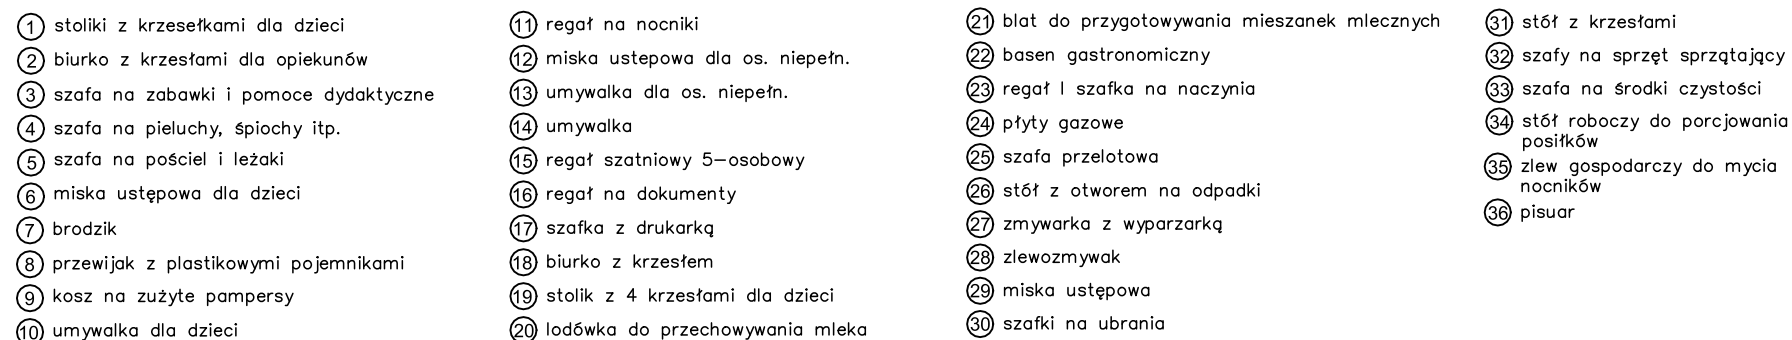 1 stoliki z krzesełkami dla dzieci
2 biurko z krzesłami dla opiekunów
3 szafa na zabawki i pomoce dydaktyczne
4 szafa na pieluchy, śpiochy itp.
5 szafa na pościel i leżaki
6 miska ustępowa dla dzieci
7 brodzik
8 przewijak z plastikowymi pojemnikami
9 kosz na zużyte pampersy
10 umywalka dla dzieci
11 regał na nocniki
12 miska ustepowa dla os. niepełn.
13 umywalka dla os. niepełn.
14 umywalka
15 regał szatniowy 5-osobowy
16 regał na dokumenty
17 szafka z drukarką
18 biurko z krzesłem
19 stolik z 4 krzesłami dla dzieci
20 lodówka do przechowywania mleka
21 blat do przygotowywania mieszanek mlecznych
22 basen gastronomiczny
23 regał I szafka na naczynia
24 płyty gazowe
25 szafa przelotowa
26 stół z otworem na odpadki
27 zmywarka z wyparzarką
28 zlewozmywak
29 miska ustępowa
30 szafki na ubrania
31 stół z krzesłami
32 szafy na sprzęt sprzątający
33 szafa na środki czystości
34 stół roboczy do porcjowania
posiłków
35 zlew gospodarczy do mycia
nocników
36 pisuar